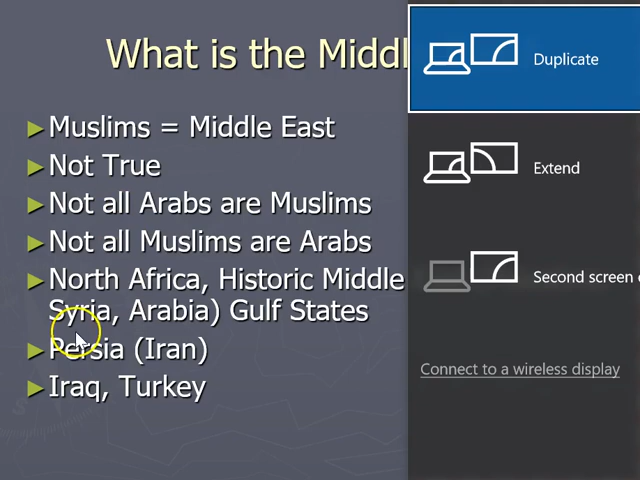 What is the Middl
► Muslims = Middle East
► Not True
► Not all Arabs are Muslims
► Not all Muslims are Arabs
► North Africa, Historic Middle
Syria, Arabia) Gulf States
► Persia (Iran)
► Iraq, Turkey
Duplicate
Extend
Second screen o
Connect to a wireless display